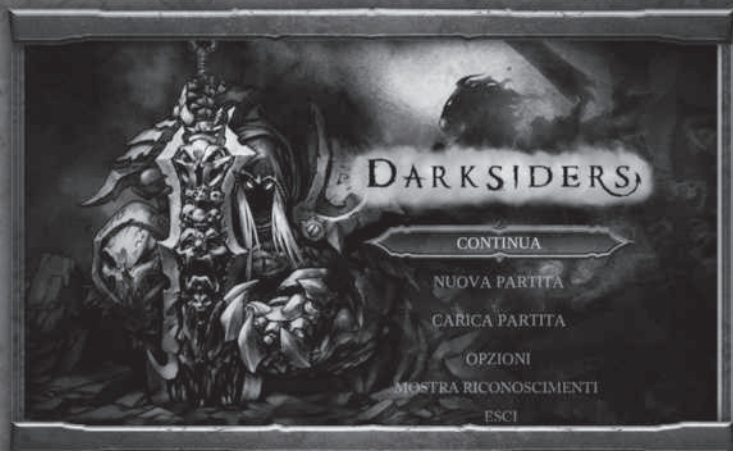 DARKSIDERS
CONTINUA
NUOVA PARTITA
CARICA PARTITA
OPZIONI
MOSTRA RICONOSCIMENTI
ESCI